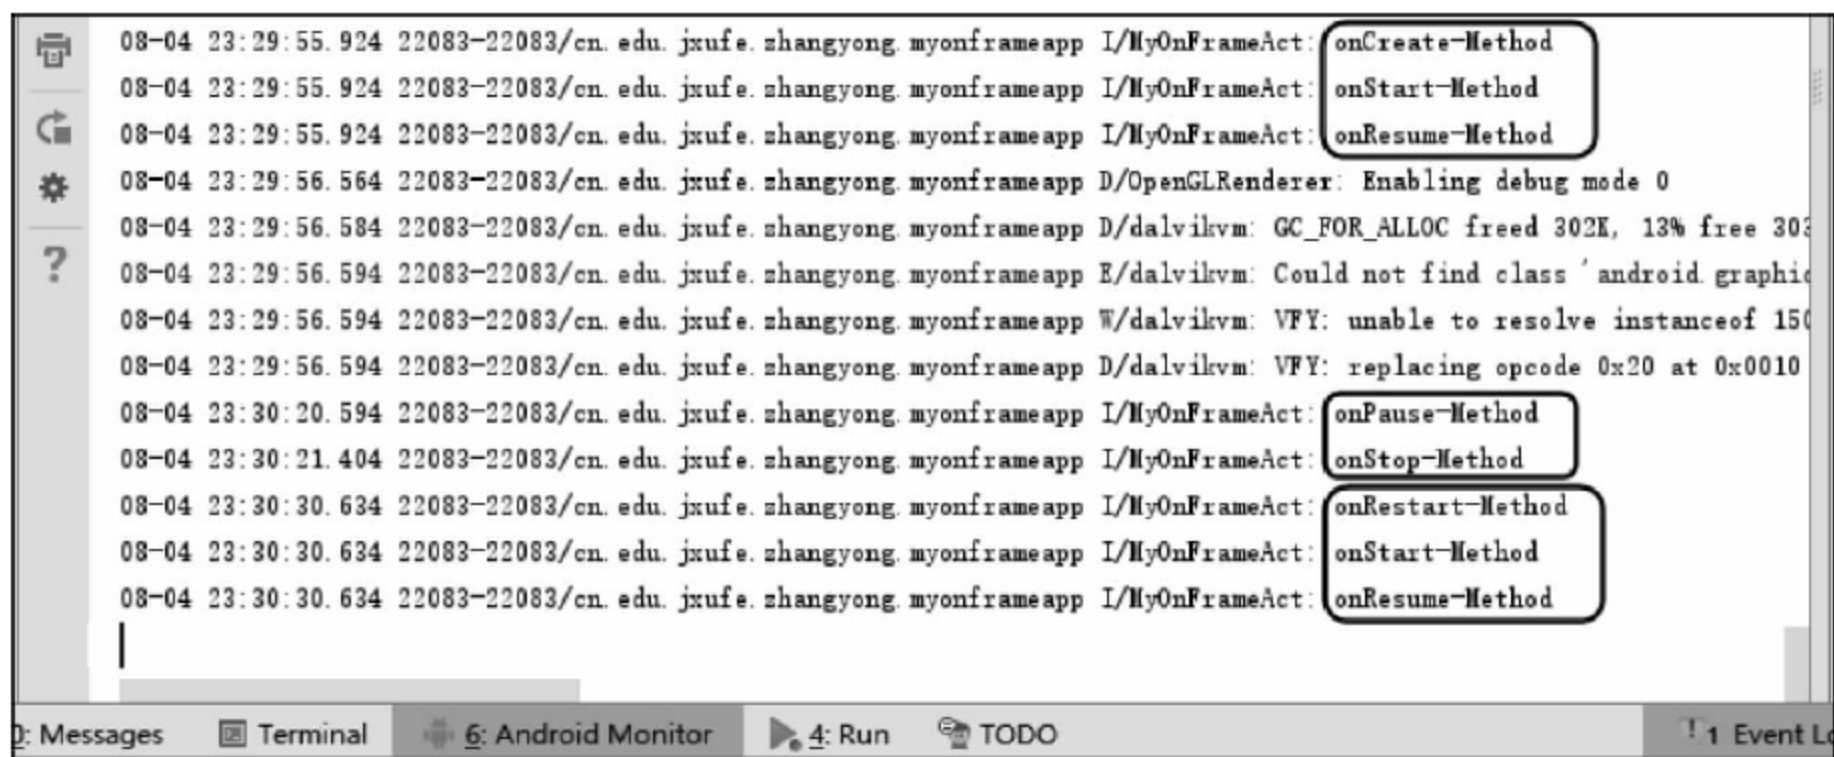 08-04 23:29:55.924 22083-22083/cn.edu.jxufe.zhangyong.myonframeapp I/MyOnFrameAct: onCreate-Method
08-04 23:29:55.924 22083-22083/cn.edu.jxufe.zhangyong.myonframeapp I/MyOnFrameAct: onStart-Method
08-04 23:29:55.924 22083-22083/cn.edu.jxufe.zhangyong.myonframeapp I/MyOnFrameAct: onResume-Method
08-04 23:29:56.564 22083-22083/cn.edu.jxufe.zhangyong.myonframeapp D/OpenGLRenderer: Enabling debug mode 0
08-04 23:29:56.584 22083-22083/cn.edu.jxufe.zhangyong.myonframeapp D/dalvikvm: GC_FOR_ALLOC freed 302K, 13% free 303
08-04 23:29:56.594 22083-22083/cn.edu.jxufe.zhangyong.myonframeapp E/dalvikvm: Could not find class 'android.graphic
08-04 23:29:56.594 22083-22083/cn.edu.jxufe.zhangyong.myonframeapp W/dalvikvm: VFY: unable to resolve instanceof 150
08-04 23:29:56.594 22083-22083/cn.edu.jxufe.zhangyong.myonframeapp D/dalvikvm: VFY: replacing opcode 0x20 at 0x0010
08-04 23:30:20.594 22083-22083/cn.edu.jxufe.zhangyong.myonframeapp I/MyOnFrameAct: onPause-Method
08-04 23:30:21.404 22083-22083/cn.edu.jxufe.zhangyong.myonframeapp I/MyOnFrameAct: onStop-Method
08-04 23:30:30.634 22083-22083/cn.edu.jxufe.zhangyong.myonframeapp I/MyOnFrameAct: onRestart-Method
08-04 23:30:30.634 22083-22083/cn.edu.jxufe.zhangyong.myonframeapp I/MyOnFrameAct: onStart-Method
08-04 23:30:30.634 22083-22083/cn.edu.jxufe.zhangyong.myonframeapp I/MyOnFrameAct: onResume-Method
0: Messages Terminal 6: Android Monitor 4: Run TODO 1 Event Lo